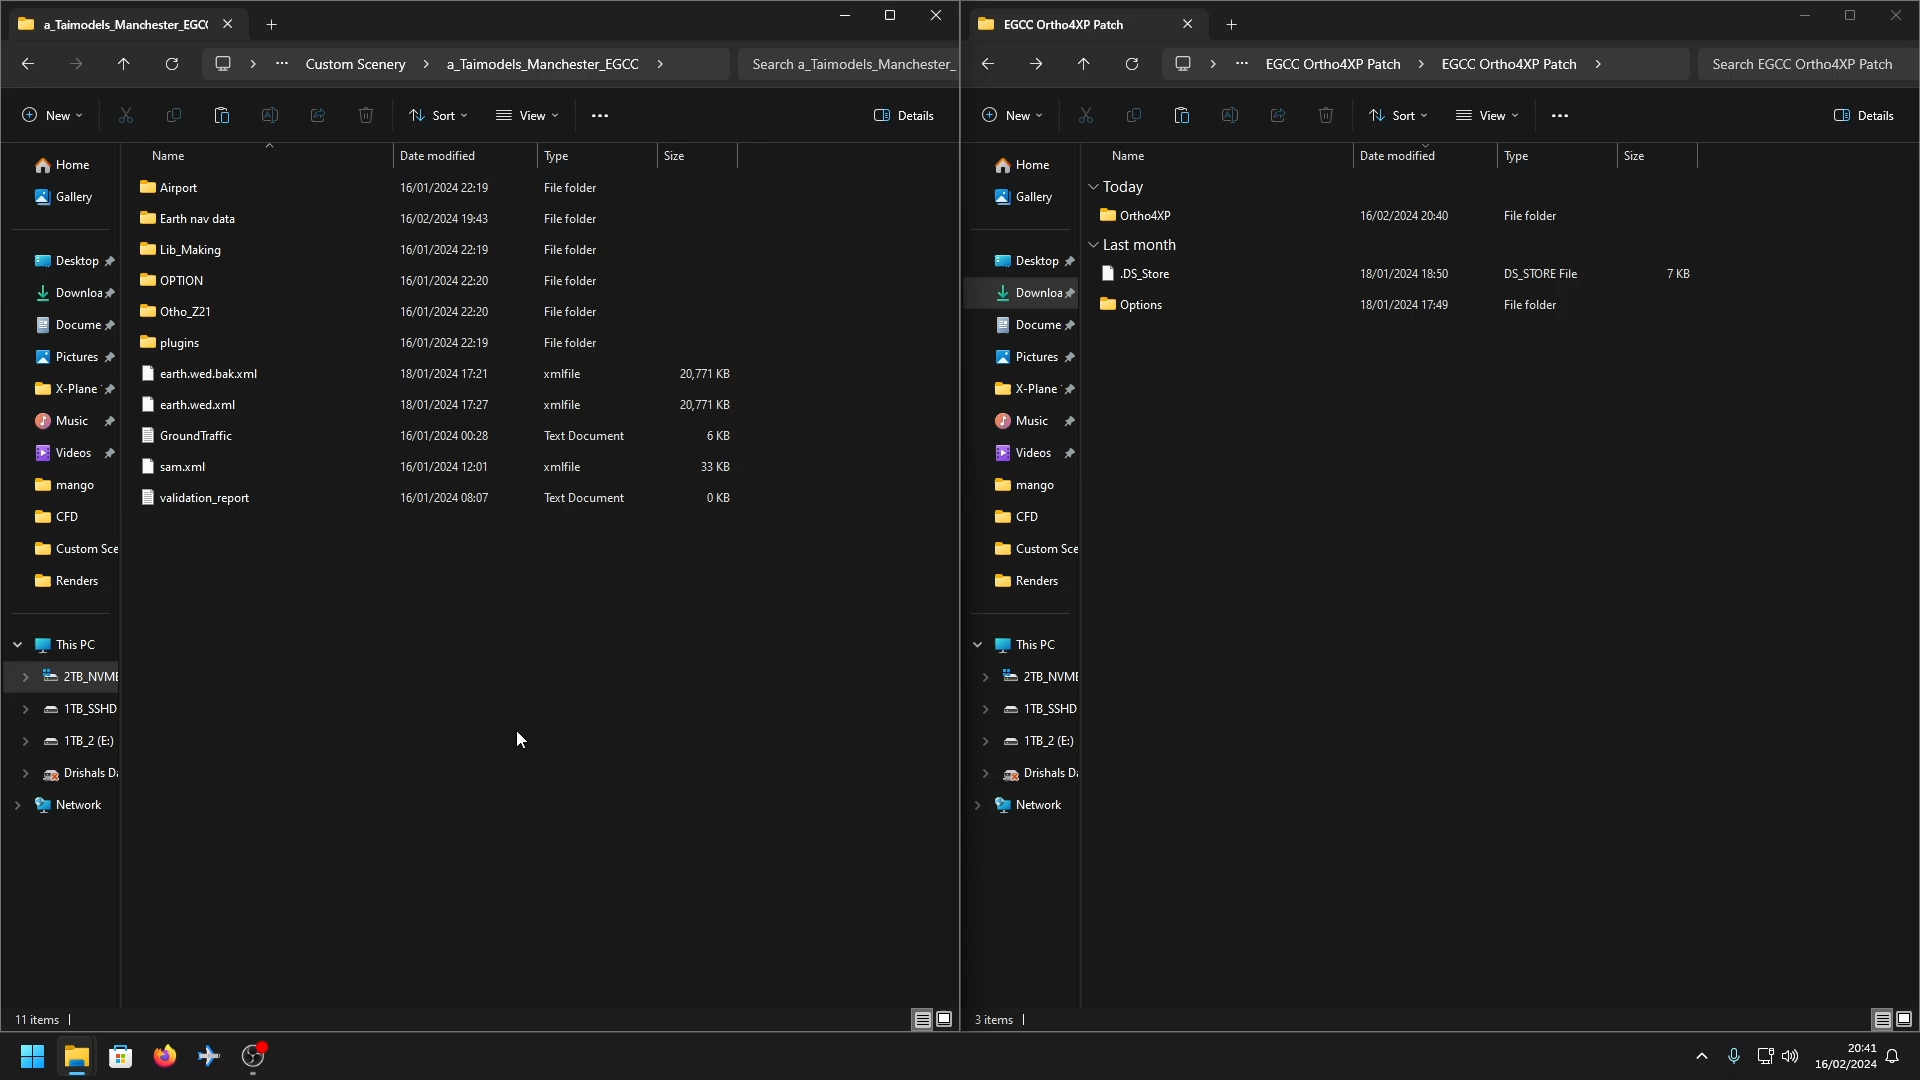 a_Taimodels_Manchester_EGC
Custom Scenery
a_Taimodels_Manchester_EGCC
Search a_Taimodels_Manchester_
New
Sort
View
Details
Name
Date modified
Type
Size
Home
Gallery
Desktop
Downloa
Docume
Pictures
X-Plane
Music
Videos
mango
CFD
Custom Sce
Renders
This PC
2TB_NVME
1TB_SSHD
1TB_2 (E:)
Drishals Da
Network
Airport 16/01/2024 22:19 File folder
Earth nav data 16/02/2024 19:43 File folder
Lib_Making 16/01/2024 22:19 File folder
OPTION 16/01/2024 22:20 File folder
Otho_Z21 16/01/2024 22:20 File folder
plugins 16/01/2024 22:19 File folder
earth.wed.bak.xml 18/01/2024 17:21 xmlfile 20,771 KB
earth.wed.xml 18/01/2024 17:27 xmlfile 20,771 KB
GroundTraffic 16/01/2024 00:28 Text Document 6 KB
sam.xml 16/01/2024 12:01 xmlfile 33 KB
validation_report 16/01/2024 08:07 Text Document 0 KB
11 items
EGCC Ortho4XP Patch
EGCC Ortho4XP Patch
EGCC Ortho4XP Patch
Search EGCC Ortho4XP Patch
New
Sort
View
Details
Name
Date modified
Type
Size
Home
Gallery
Desktop
Downloa
Docume
Pictures
X-Plane
Music
Videos
mango
CFD
Custom Sce
Renders
This PC
2TB_NVME
1TB_SSHD
1TB_2 (E:)
Drishals Da
Network
Today
Ortho4XP 16/02/2024 20:40 File folder
Last month
.DS_Store 18/01/2024 18:50 DS_STORE File 7 KB
Options 18/01/2024 17:49 File folder
3 items
20:41
16/02/2024